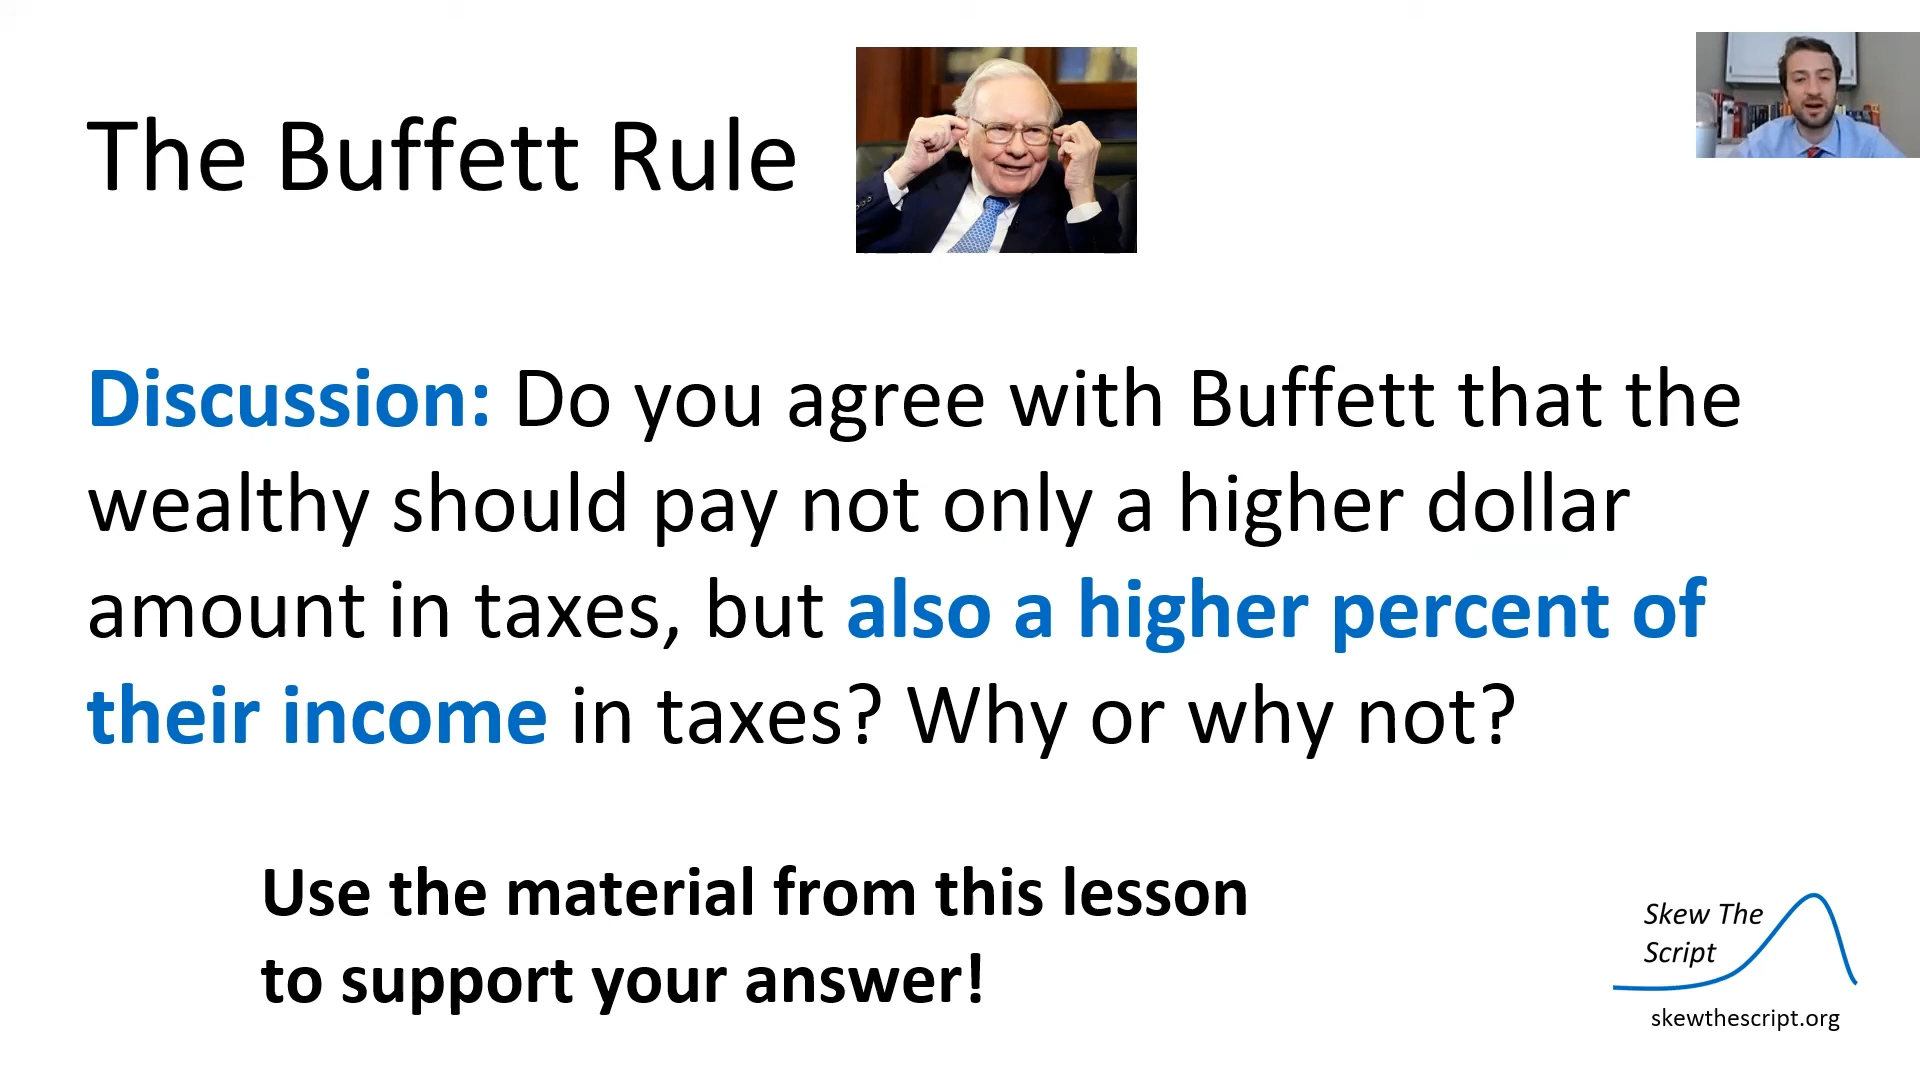 The Buffett Rule
Discussion: Do you agree with Buffett that the
wealthy should pay not only a higher dollar
amount in taxes, but also a higher percent of
their income in taxes? Why or why not?
Use the material from this lesson
to support your answer!
Skew The
Script
skewthescript.org